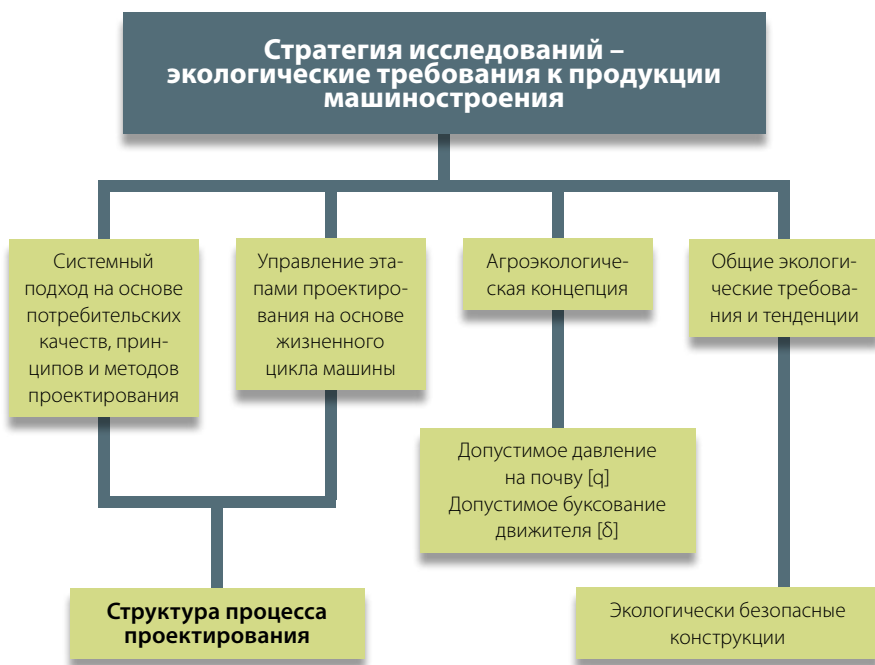 Стратегия исследований –
экологические требования к продукции
машиностроения
Системный
подход на основе
потребительских
качеств, прин-
ципов и методов
проектирования
Управление эта-
пами проектиро-
вания на основе
жизненного
цикла машины
Агроэкологиче-
ская концепция
Общие экологи-
ческие требова-
ния и тенденции
Допустимое давление
на почву [q]
Допустимое буксование
движителя [δ]
Структура процесса
проектирования
Экологически безопасные
конструкции